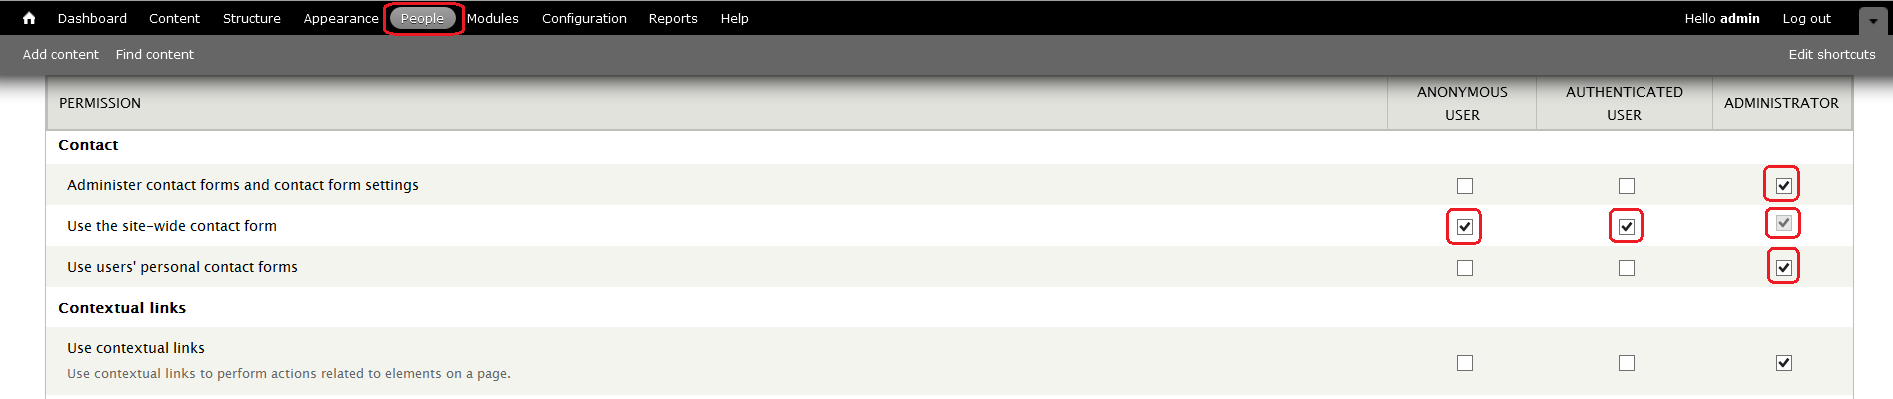 Dashboard Content Structure Appearance People Modules Configuration Reports Help Hello admin Log out
Add content Find content Edit shortcuts
PERMISSION ANONYMOUS USER AUTHENTICATED USER ADMINISTRATOR
Contact
Administer contact forms and contact form settings
Use the site-wide contact form
Use users' personal contact forms
Contextual links
Use contextual links
Use contextual links to perform actions related to elements on a page.